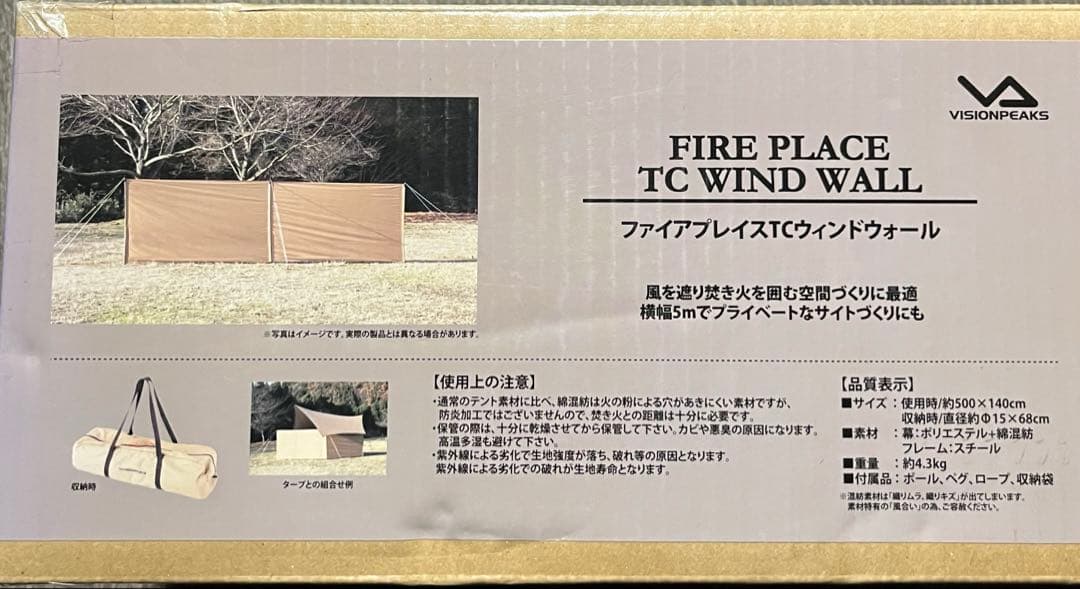 VISIONPEAKS
FIRE PLACE
TC WIND WALL
ファイアプレイスTCウィンドウォール
風を遮り焚き火を囲む空間づくりに最適
横幅5mでプライベートなサイトづくりにも
※写真はイメージです。実際の製品とは異なる場合があります。
収納時
タープとの組合せ例
【使用上の注意】
・通常のテント素材に比べ、綿混紡は火の粉による穴があきにくい素材ですが、
防炎加工ではございませんので、焚き火との距離は十分に必要です。
・保管の際は、十分に乾燥させてから保管して下さい。カビや悪臭の原因になります。
高温多湿も避けて下さい。
・紫外線による劣化で生地強度が落ち、破れ等の原因となります。
紫外線による劣化での破れが生地寿命となります。
【品質表示】
■サイズ：使用時/約500×140cm
収納時/直径約Φ15×68cm
■素材：幕:ポリエステル+綿混紡
フレーム:スチール
■重量：約4.3kg
■付属品：ポール、ペグ、ロープ、収納袋
※混紡素材は「織りムラ、織りキズ」が出てしまいます。
素材特有の「風合い」の為、ご容赦ください。